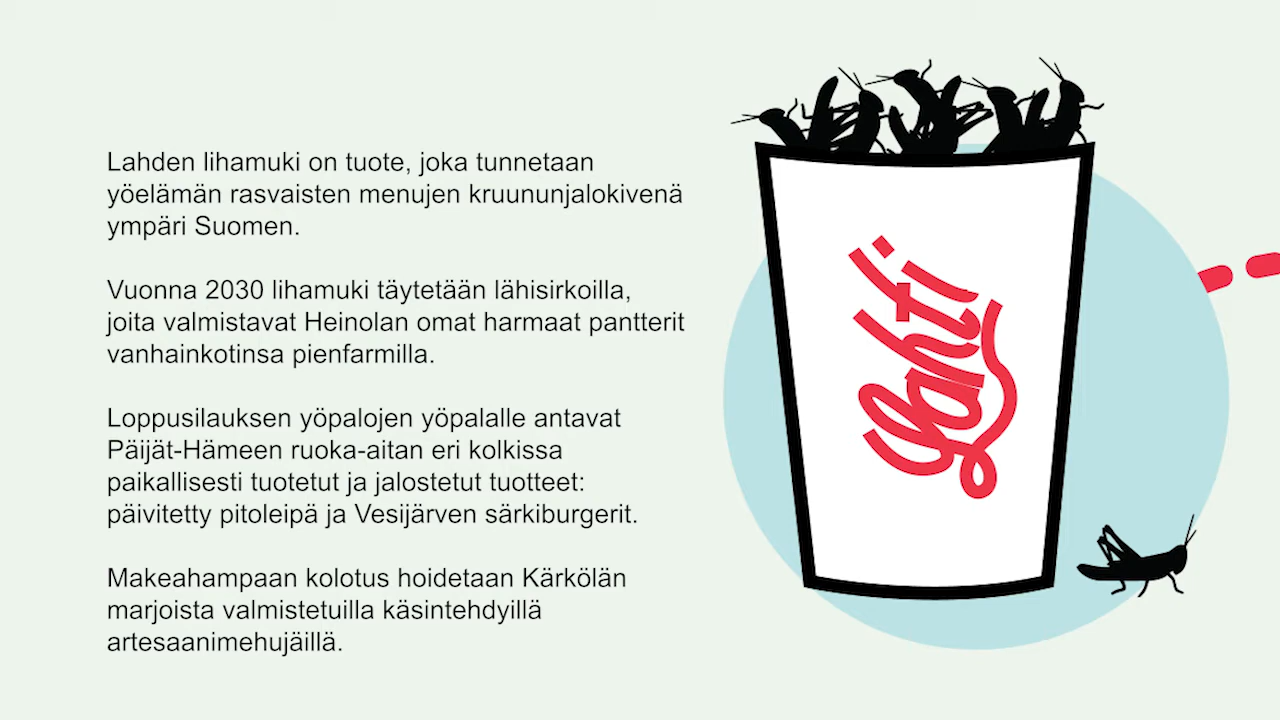 Lahden lihamuki on tuote, joka tunnetaan
yöelämän rasvaisten menujen kruununjalokivenä
ympäri Suomen.
Vuonna 2030 lihamuki täytetään lähisirkoilla,
joita valmistavat Heinolan omat harmaat pantterit
vanhainkotinsa pienfarmilla.
Loppusilauksen yöpalojen yöpalalle antavat
Päijät-Hämeen ruoka-aitan eri kolkissa
paikallisesti tuotetut ja jalostetut tuotteet:
päivitetty pitoleipä ja Vesijärven särkiburgerit.
Makeahampaan kolotus hoidetaan Kärkölän
marjoista valmistetuilla käsintehdyillä
artesaanimehujäillä.
Lahti